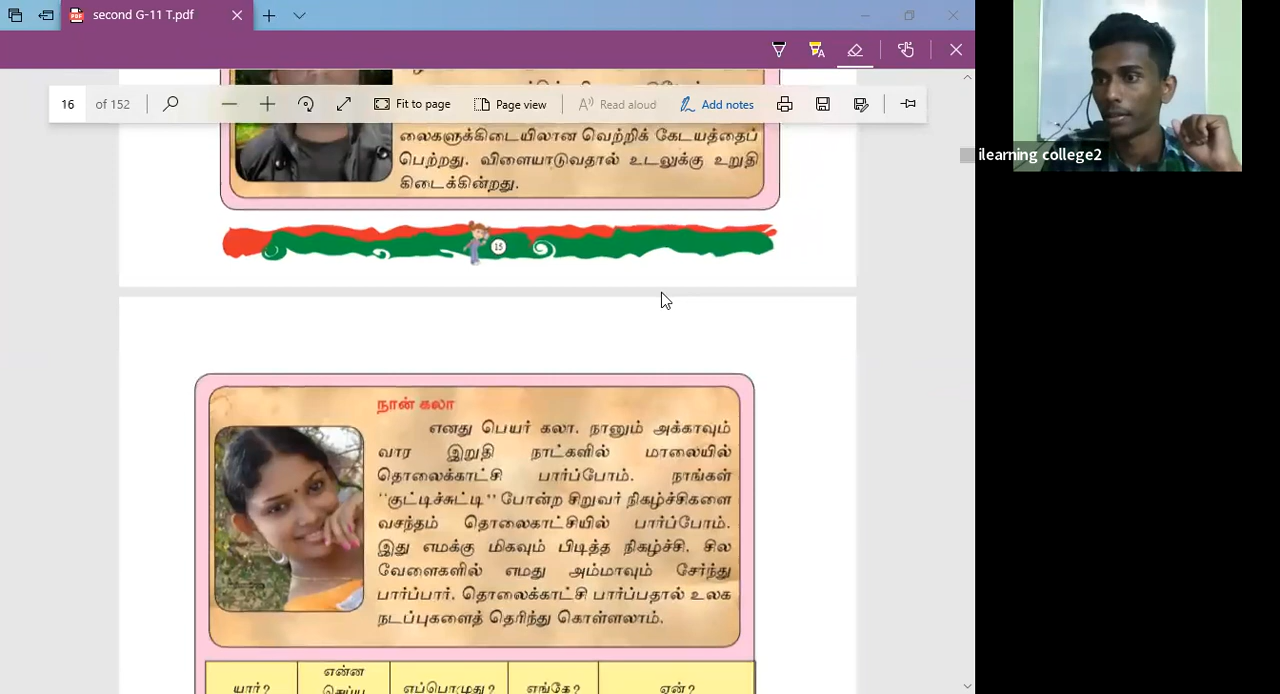 second G-11 T.pdf
16 of 152 Fit to page Page view Read aloud Add notes
லைகளுக்கிடையிலான வெற்றிக் கேடயத்தைப்
பெற்றது. விளையாடுவதால் உடலுக்கு உறுதி
கிடைக்கின்றது.
15
ilearning college2
நான் கலா
எனது பெயர் கலா. நானும் அக்காவும்
வார இறுதி நாட்களில் மாலையில்
தொலைக்காட்சி பார்ப்போம். நாங்கள்
"குட்டிச்சுட்டி" போன்ற சிறுவர் நிகழ்ச்சிகளை
வசந்தம் தொலைகாட்சியில் பார்ப்போம்.
இது எமக்கு மிகவும் பிடித்த நிகழ்ச்சி. சில
வேளைகளில் எமது அம்மாவும் சேர்ந்து
பார்ப்பார். தொலைக்காட்சி பார்ப்பதால் உலக
நடப்புகளைத் தெரிந்து கொள்ளலாம்.
யார்? என்ன எப்பொழுது? எங்கே? ஏன்?
செய்ய